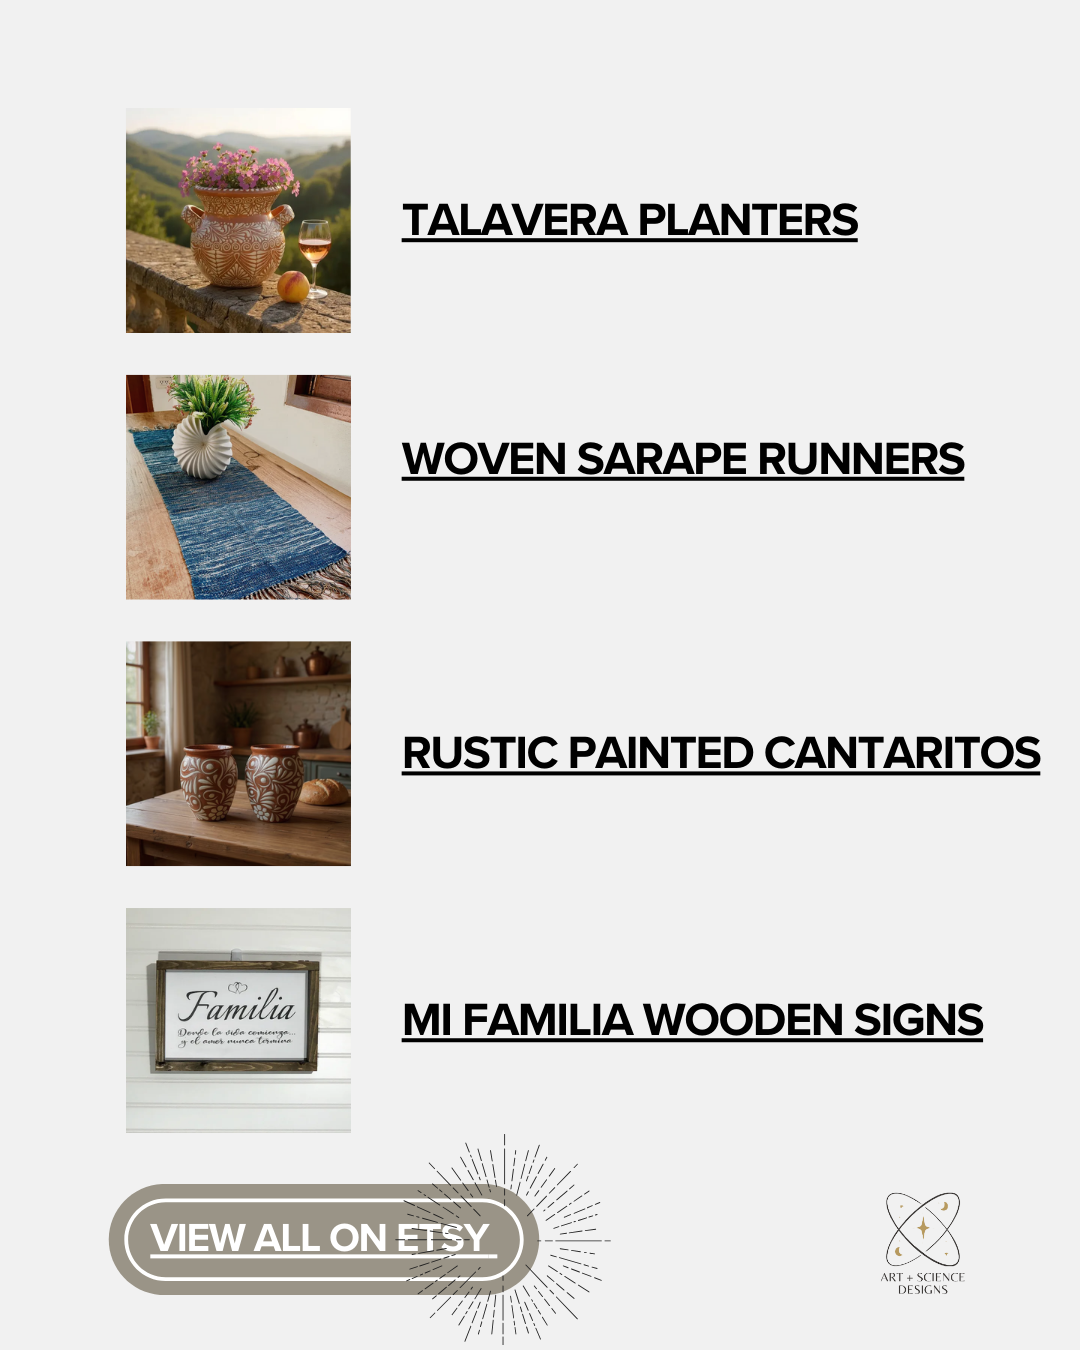 TALAVERA PLANTERS
WOVEN SARAPE RUNNERS
RUSTIC PAINTED CANTARITOS
Familia
Donde la vida comienza...
y el amor nunca termina
MI FAMILIA WOODEN SIGNS
VIEW ALL ON ETSY
ART + SCIENCE
DESIGNS